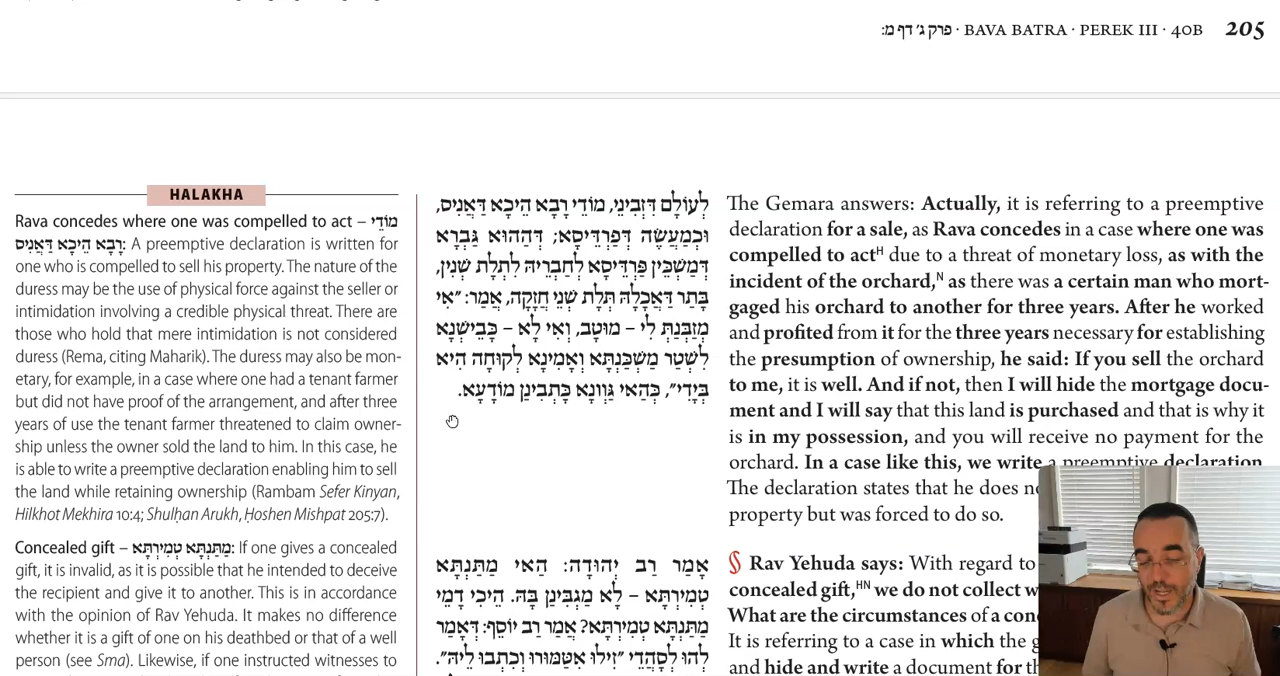 205 פרק ג׳ דף מ: · BAVA BATRA · PEREK III · 40B
HALAKHA
Rava concedes where one was compelled to act – מוֹדֵי
רָבָא הֵיכָא דַּאֲנִיס: A preemptive declaration is written for
one who is compelled to sell his property. The nature of the
duress may be the use of physical force against the seller or
intimidation involving a credible physical threat. There are
those who hold that mere intimidation is not considered
duress (Rema, citing Maharik). The duress may also be mon-
etary, for example, in a case where one had a tenant farmer
but did not have proof of the arrangement, and after three
years of use the tenant farmer threatened to claim owner-
ship unless the owner sold the land to him. In this case, he
is able to write a preemptive declaration enabling him to sell
the land while retaining ownership (Rambam Sefer Kinyan,
Hilkhot Mekhira 10:4; Shulḥan Arukh, Ḥoshen Mishpat 205:7).
Concealed gift – מַתַּנְתָּא טְמִירְתָּא: If one gives a concealed
gift, it is invalid, as it is possible that he intended to deceive
the recipient and give it to another. This is in accordance
with the opinion of Rav Yehuda. It makes no difference
whether it is a gift of one on his deathbed or that of a well
person (see Sma). Likewise, if one instructed witnesses to
לְעוֹלָם דִּזְבִינֵי, מוֹדֵי רָבָא הֵיכָא דַּאֲנִיס,
וּכְמַעֲשֶׂה דְּפַרְדֵּיסָא; דְּהַהוּא גַּבְרָא
דְּמַשְׁכֵּין פַּרְדֵּיסָא לְחַבְרֵיהּ לִתְלָת שְׁנִין,
בָּתַר דַּאֲכָלָהּ תְּלָת שְׁנֵי חֲזָקָה, אֲמַר: ״אִי
מְזַבְּנַתְּ לִי – מוּטָב, וְאִי לָא – כָּבֵישְׁנָא
לִשְׁטַר מַשְׁכַּנְתָּא וְאָמֵינָא לְקוּחָה הִיא
בְּיָדִי״, כְּהַאי גַּוְונָא כָּתְבִינַן מוֹדָעָא.
אָמַר רַב יְהוּדָה: הַאי מַתַּנְתָּא
טְמִירְתָּא – לָא מַגְבִּינַן בָּהּ. הֵיכִי דָּמֵי
מַתַּנְתָּא טְמִירְתָּא? אָמַר רַב יוֹסֵף: דַּאֲמַר
לְהוּ לְסָהֲדֵי ״זִילוּ אִטַּמּוּרוּ וְכִתְבוּ לֵיהּ״.
The Gemara answers: Actually, it is referring to a preemptive
declaration for a sale, as Rava concedes in a case where one was
compelled to actᴴ due to a threat of monetary loss, as with the
incident of the orchard,ᴺ as there was a certain man who mort-
gaged his orchard to another for three years. After he worked
and profited from it for the three years necessary for establishing
the presumption of ownership, he said: If you sell the orchard
to me, it is well. And if not, then I will hide the mortgage docu-
ment and I will say that this land is purchased and that is why it
is in my possession, and you will receive no payment for the
orchard. In a case like this, we write a preemptive declaration
The declaration states that he does
property but was forced to do so.
§ Rav Yehuda says: With regard to
concealed gift,ᴴᴺ we do not collect
What are the circumstances of a
It is referring to a case in which the
and hide and write a document for